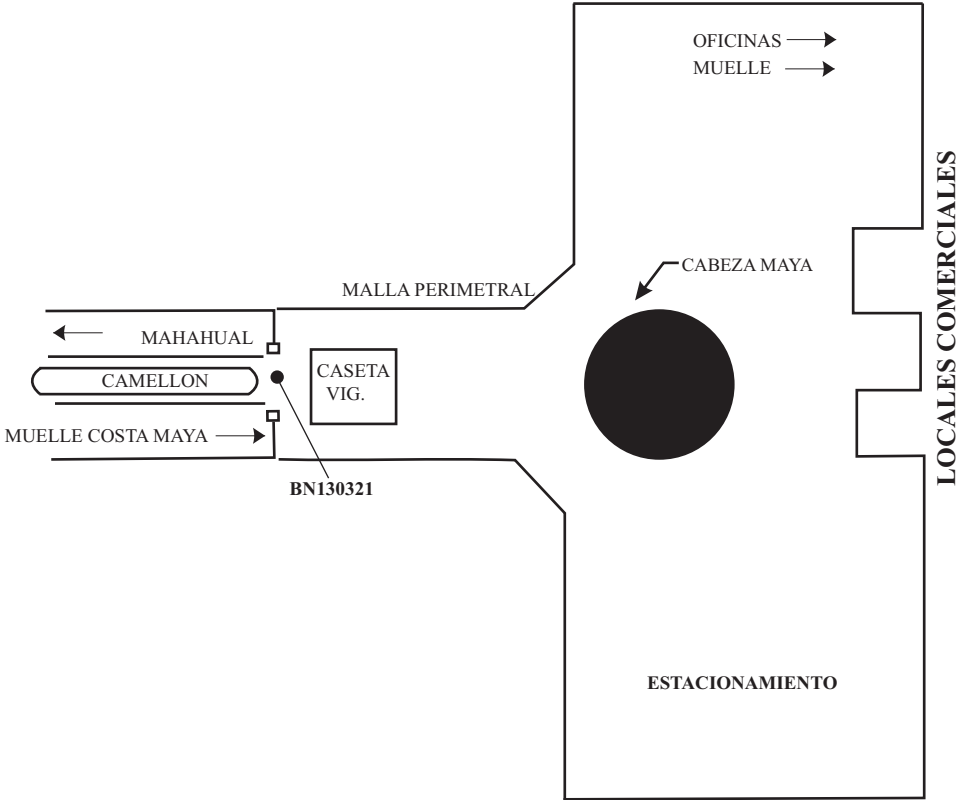 OFICINAS
MUELLE
LOCALES COMERCIALES
CABEZA MAYA
MALLA PERIMETRAL
MAHAHUAL
CASETA
VIG.
CAMELLON
MUELLE COSTA MAYA
BN130321
ESTACIONAMIENTO